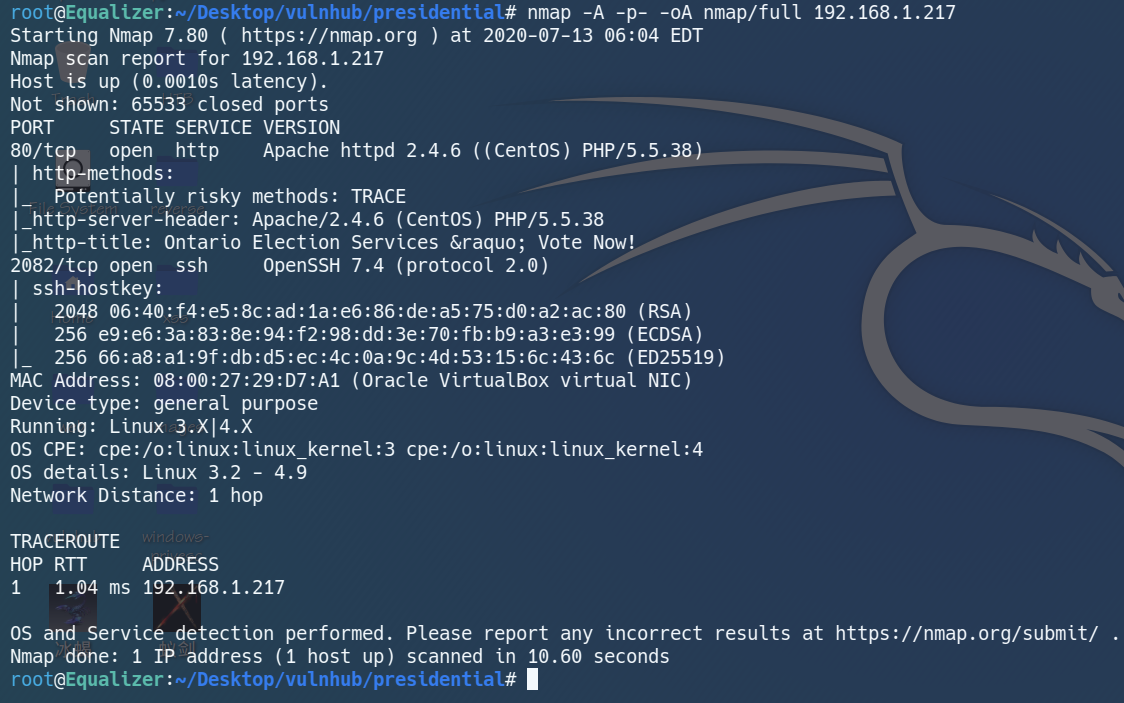 root@Equalizer:~/Desktop/vulnhub/presidential# nmap -A -p- -oA nmap/full 192.168.1.217
Starting Nmap 7.80 ( https://nmap.org ) at 2020-07-13 06:04 EDT
Nmap scan report for 192.168.1.217
Host is up (0.0010s latency).
Not shown: 65533 closed ports
PORT     STATE SERVICE VERSION
80/tcp   open  http    Apache httpd 2.4.6 ((CentOS) PHP/5.5.38)
| http-methods:
|_  Potentially risky methods: TRACE
|_http-server-header: Apache/2.4.6 (CentOS) PHP/5.5.38
|_http-title: Ontario Election Services &raquo; Vote Now!
2082/tcp open  ssh     OpenSSH 7.4 (protocol 2.0)
| ssh-hostkey:
|   2048 06:40:f4:e5:8c:ad:1a:e6:86:de:a5:75:d0:a2:ac:80 (RSA)
|   256 e9:e6:3a:83:8e:94:f2:98:dd:3e:70:fb:b9:a3:e3:99 (ECDSA)
|_  256 66:a8:a1:9f:db:d5:ec:4c:0a:9c:4d:53:15:6c:43:6c (ED25519)
MAC Address: 08:00:27:29:D7:A1 (Oracle VirtualBox virtual NIC)
Device type: general purpose
Running: Linux 3.X|4.X
OS CPE: cpe:/o:linux:linux_kernel:3 cpe:/o:linux:linux_kernel:4
OS details: Linux 3.2 - 4.9
Network Distance: 1 hop
TRACEROUTE
HOP RTT     ADDRESS
1   1.04 ms 192.168.1.217
OS and Service detection performed. Please report any incorrect results at https://nmap.org/submit/ .
Nmap done: 1 IP address (1 host up) scanned in 10.60 seconds
root@Equalizer:~/Desktop/vulnhub/presidential#
File System
windows-
冰蝎
蚁剑